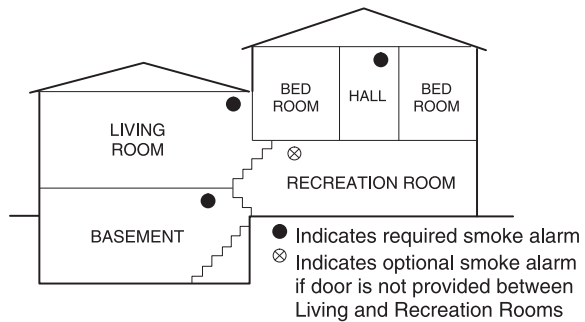 BED
ROOM
HALL
BED
ROOM
LIVING
ROOM
RECREATION ROOM
BASEMENT
Indicates required smoke alarm
Indicates optional smoke alarm
if door is not provided between
Living and Recreation Rooms